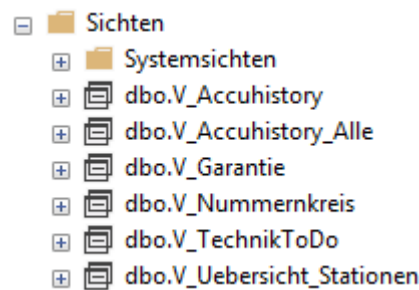 Sichten
Systemsichten
dbo.V_Accuhistory
dbo.V_Accuhistory_Alle
dbo.V_Garantie
dbo.V_Nummernkreis
dbo.V_TechnikToDo
dbo.V_Uebersicht_Stationen